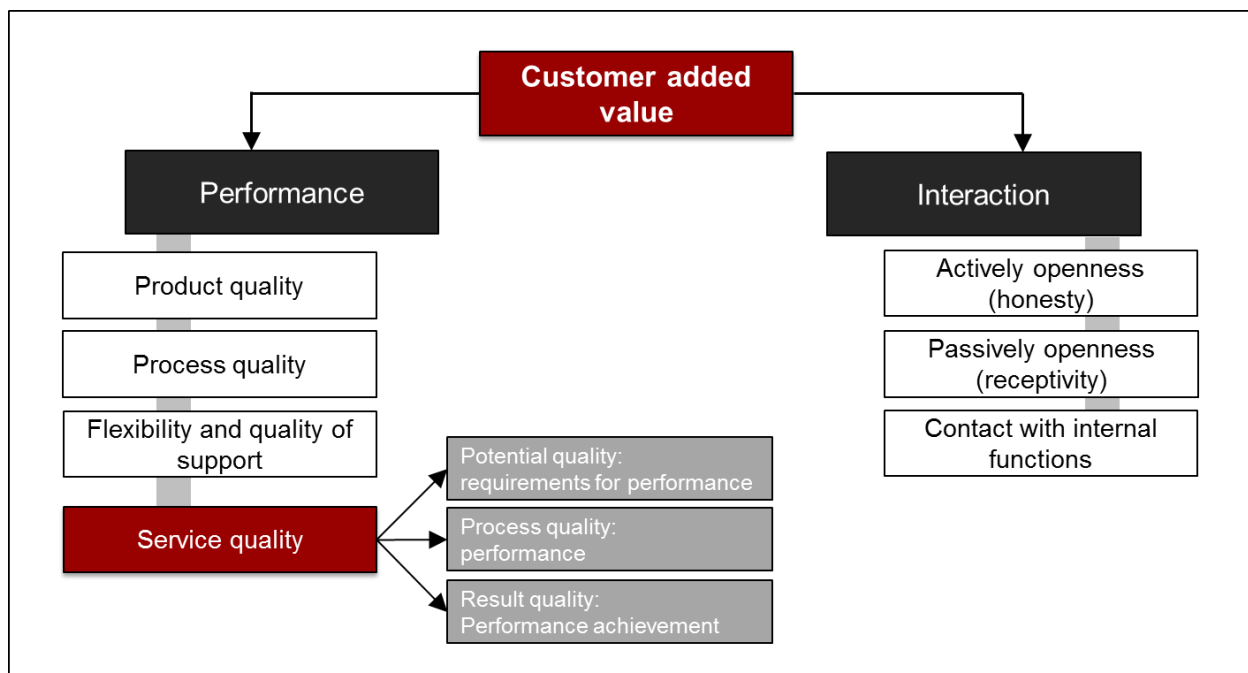 Customer added
value
Performance
Interaction
Product quality
Process quality
Flexibility and quality of
support
Service quality
Potential quality:
requirements for performance
Process quality:
performance
Result quality:
Performance achievement
Actively openness
(honesty)
Passively openness
(receptivity)
Contact with internal
functions